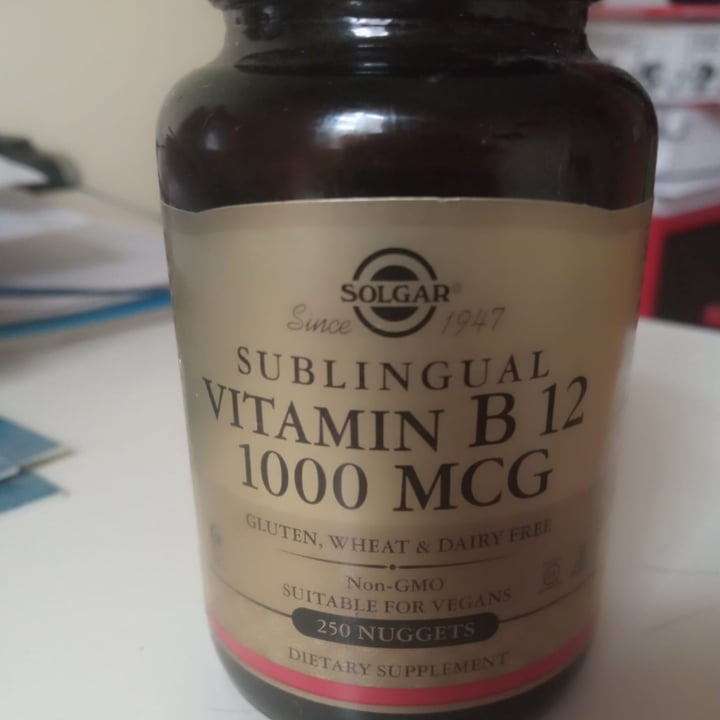 SOLGAR®
Since 1947
SUBLINGUAL
VITAMIN B 12
1000 MCG
GLUTEN, WHEAT & DAIRY FREE
Non-GMO
SUITABLE FOR VEGANS
250 NUGGETS
DIETARY SUPPLEMENT